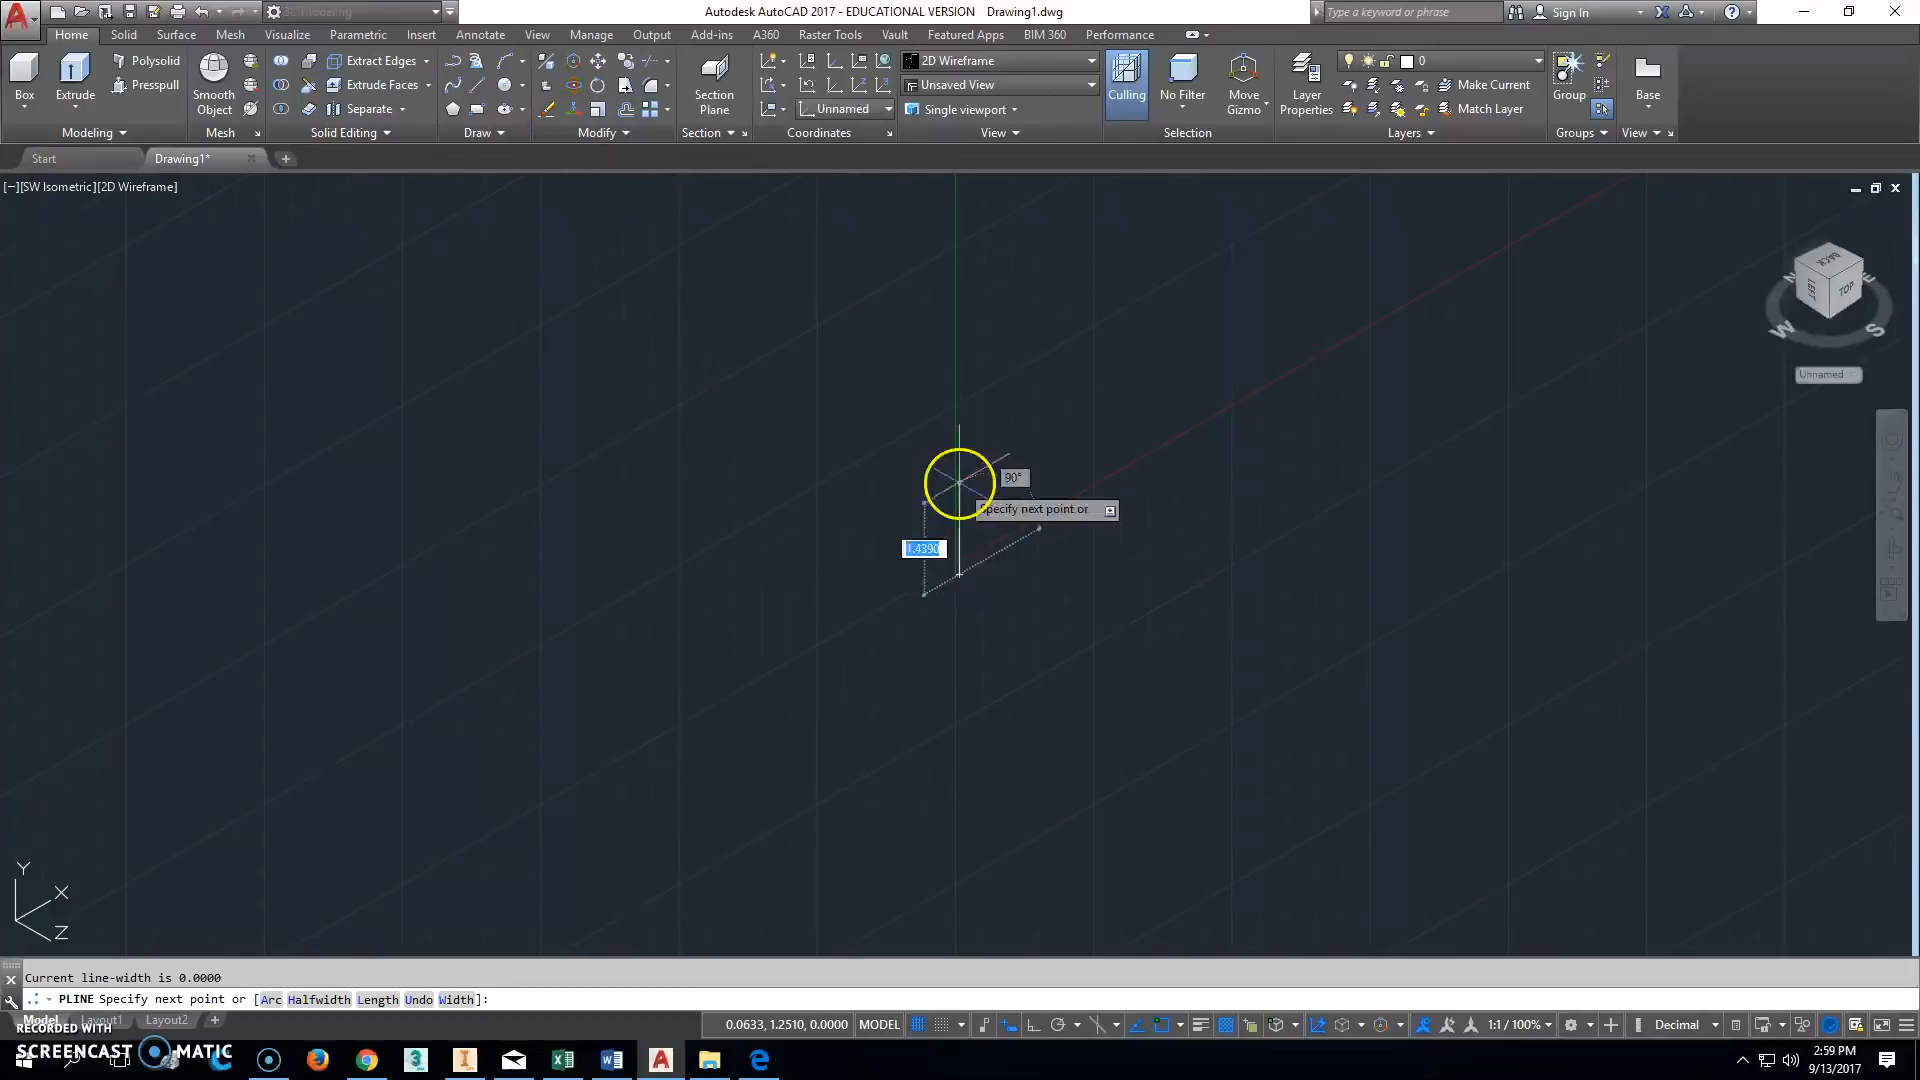 3D Modeling
Autodesk AutoCAD 2017 - EDUCATIONAL VERSION Drawing1.dwg
Type a keyword or phrase
Sign In
Home Solid Surface Mesh Visualize Parametric Insert Annotate View Manage Output Add-ins A360 Raster Tools Vault Featured Apps BIM 360 Performance
Box
Extrude
Polysolid
Presspull
Smooth Object
Extract Edges
Extrude Faces
Separate
Section Plane
Unnamed
2D Wireframe
Unsaved View
Single viewport
Culling
No Filter
Move Gizmo
Layer Properties
0
Make Current
Match Layer
Group
Base
Modeling Mesh Solid Editing Draw Modify Section Coordinates View Selection Layers Groups View
Start Drawing1*
[−][SW Isometric][2D Wireframe]
BACK
LEFT
TOP
N
E
W
S
Unnamed
90°
Specify next point or
1.4390
Y
X
Z
Current line-width is 0.0000
PLINE Specify next point or [Arc Halfwidth Length Undo Width]:
Model Layout1 Layout2
0.0633, 1.2510, 0.0000 MODEL
1:1 / 100%
Decimal
RECORDED WITH
SCREENCAST MATIC
2:59 PM
9/13/2017